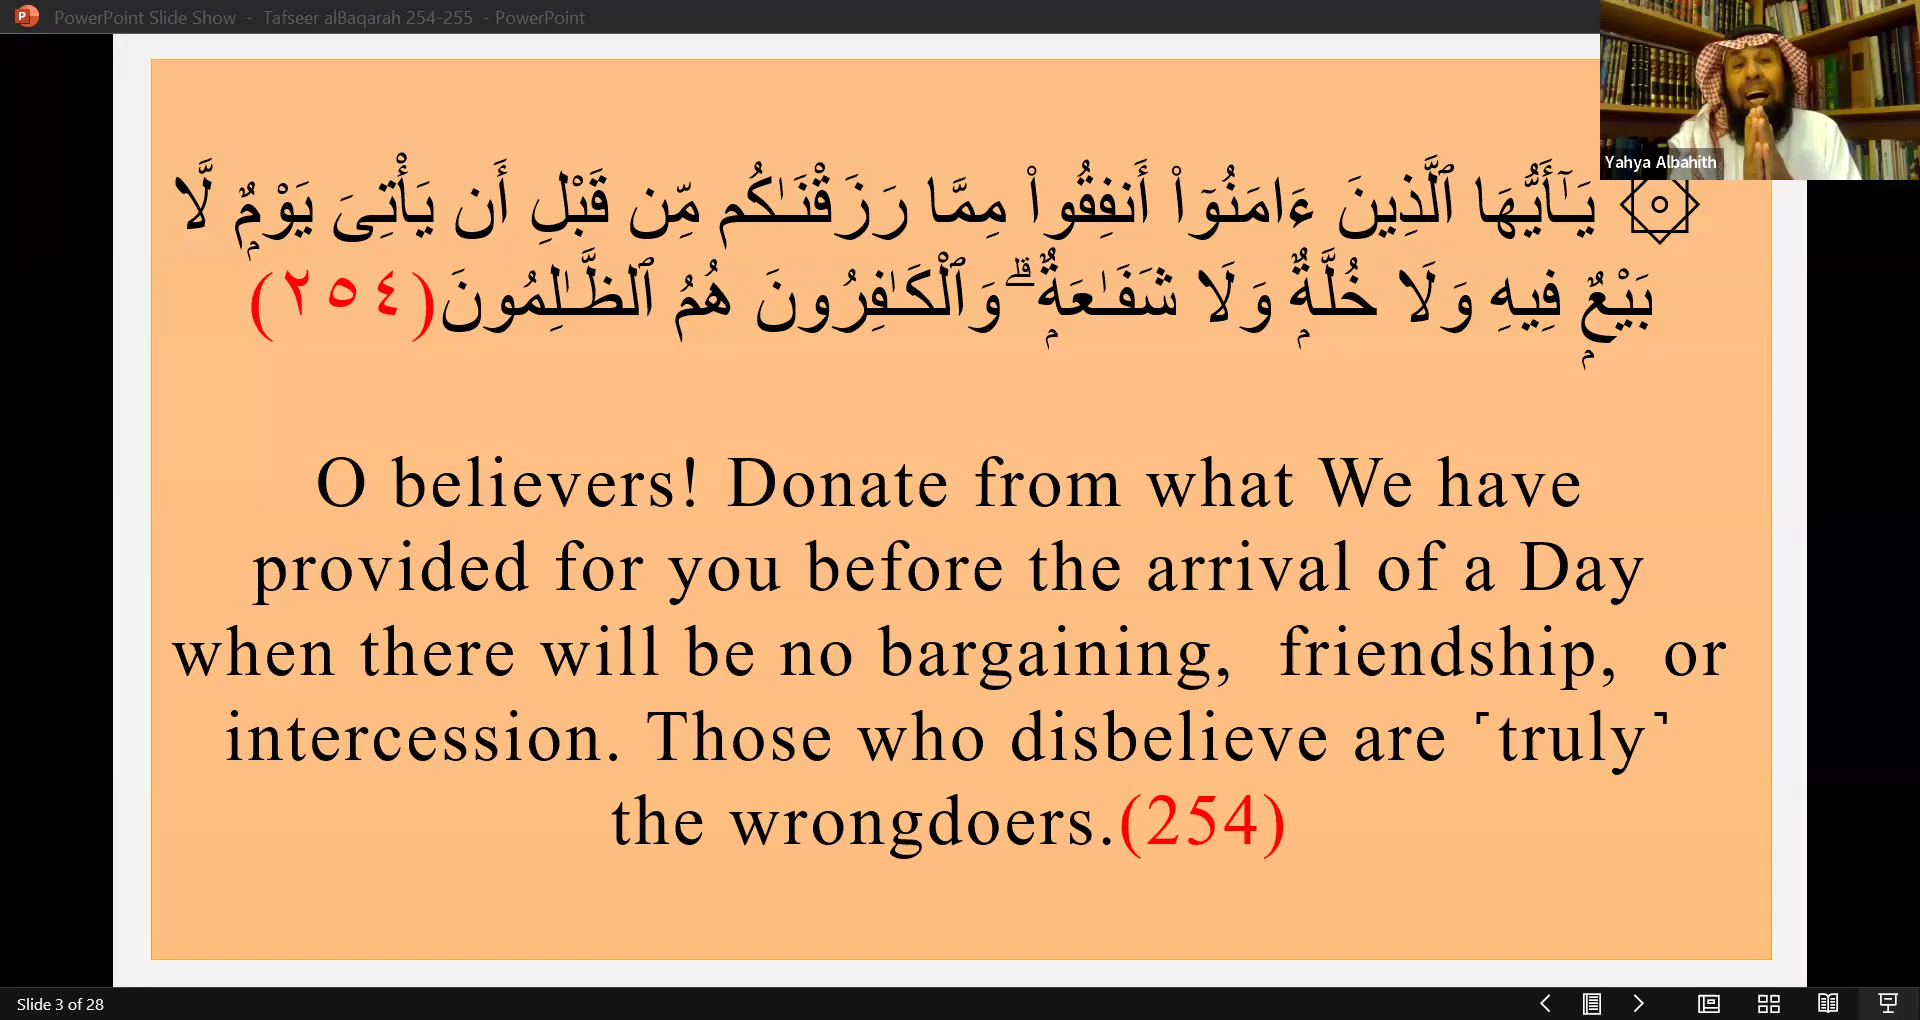 PowerPoint Slide Show - Tafseer alBaqarah 254-255 - PowerPoint
Yahya Albahith
۞ يَـٰٓأَيُّهَا ٱلَّذِينَ ءَامَنُوٓا۟ أَنفِقُوا۟ مِمَّا رَزَقْنَـٰكُم مِّن قَبْلِ أَن يَأْتِىَ يَوْمٌۭ لَّا
بَيْعٌۭ فِيهِ وَلَا خُلَّةٌۭ وَلَا شَفَـٰعَةٌۭ ۗ وَٱلْكَـٰفِرُونَ هُمُ ٱلظَّـٰلِمُونَ(٢٥٤)
O believers! Donate from what We have
provided for you before the arrival of a Day
when there will be no bargaining, friendship, or
intercession. Those who disbelieve are ˹truly˺
the wrongdoers.(254)
Slide 3 of 28